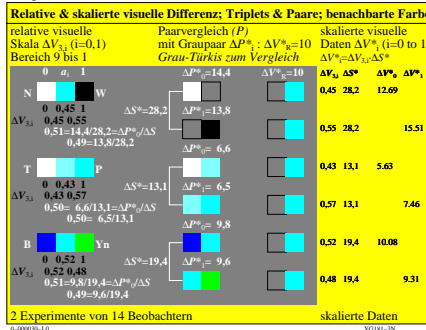 Relative & skalierte visuelle Differenz; Triplets & Paare; benachbarte Farbe
relative visuelle Paarvergleich (P) skalierte visuelle
Skala ΔV3,i (i=0,1) mit Graupaar ΔP*i : ΔV*R=10 Daten ΔV*i (i=0 to 1
Bereich 9 bis 1 Grau-Türkis zum Vergleich ΔV*i=ΔV3,i·ΔS*
0 ai 1 ΔP*0=14,4 ΔV*R=10 ΔV3,i ΔS* ΔV*0 ΔV*1
N W 0,45 28,2 12.69
0 0,45 1 ΔS*=28,2 ΔP*1=13,8
ΔV3,i 0,45 0,55 0,55 28,2 15.51
0,51=14,4/28,2=ΔP*0/ΔS
0,49=13,8/28,2
ΔP*0= 6,6
T P 0,43 13,1 5.63
0 0,43 1 ΔS*=13,1 ΔP*1= 6,5
ΔV3,i 0,43 0,57 0,57 13,1 7.46
0,50= 6,6/13,1=ΔP*0/ΔS
0,50= 6,5/13,1
ΔP*0= 9,8
B Yn 0,52 19,4 10.08
0 0,52 1 ΔS*=19,4 ΔP*1= 9,6
ΔV3,i 0,52 0,48 0,48 19,4 9.31
0,51=9,8/19,4=ΔP*0/ΔS
0,49=9,6/19,4
2 Experimente von 14 Beobachtern skalierte Daten
0-000030-L0 XG181-3N